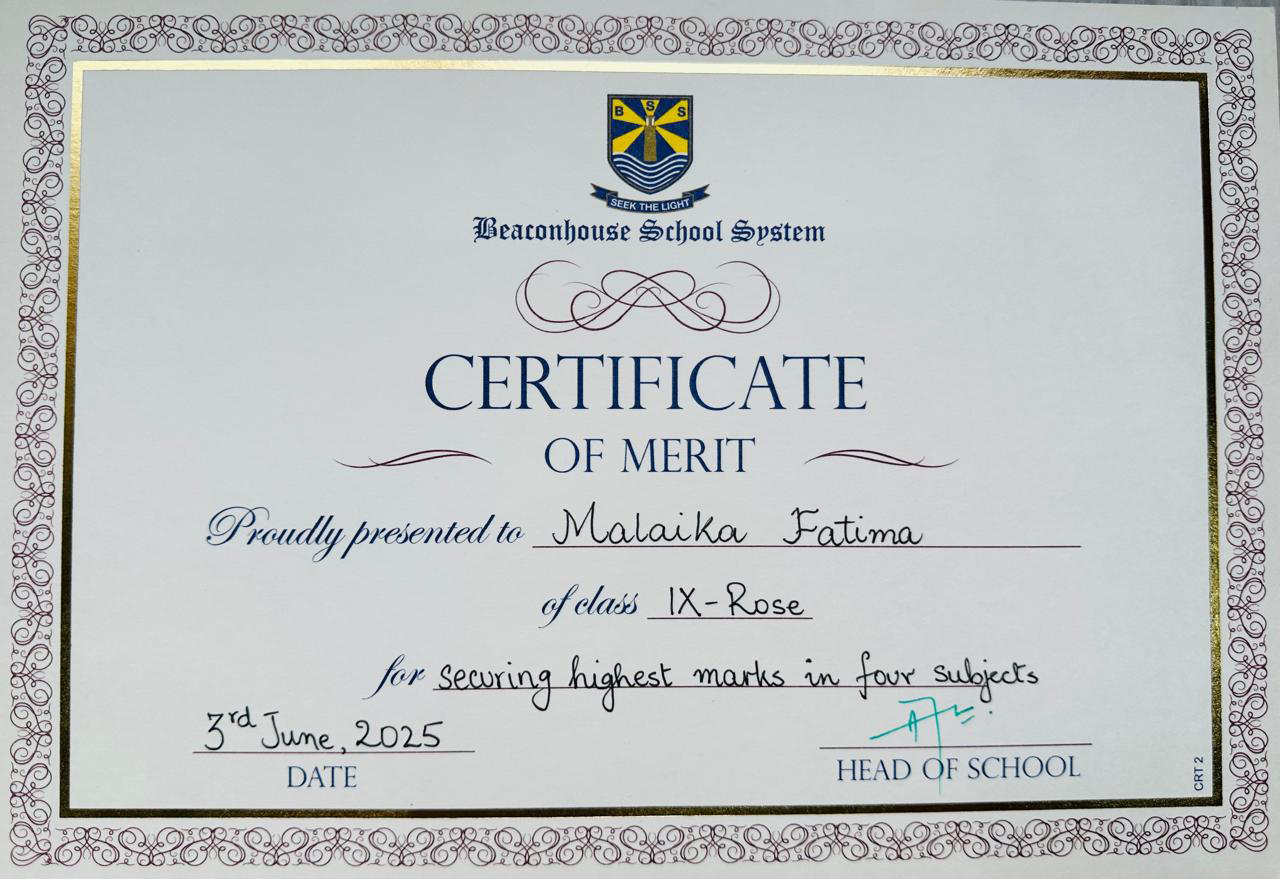 B S S
SEEK THE LIGHT
Beaconhouse School System
CERTIFICATE
OF MERIT
Proudly presented to Malaika Fatima
of class IX-Rose
for securing highest marks in four subjects
3rd June, 2025
DATE
HEAD OF SCHOOL
CRT 2